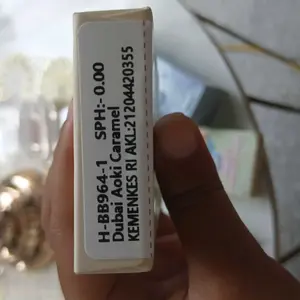 H-BB964-1 SPH:- 0.00
Dubai Aoki Caramel
KEMENKES RI AKL:21204420355